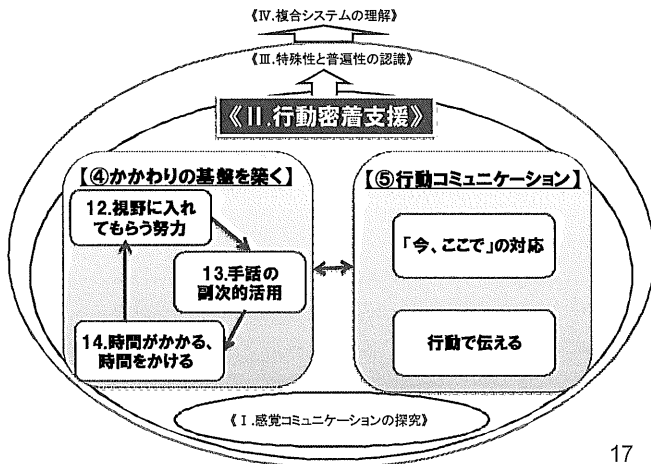 《Ⅳ.複合システムの理解》
《Ⅲ.特殊性と普遍性の認識》
《Ⅱ.行動密着支援》
【④かかわりの基盤を築く】
12.視野に入れ
てもらう努力
13.手話の
副次的活用
14.時間がかかる、
時間をかける
【⑤行動コミュニケーション】
「今、ここで」の対応
行動で伝える
《Ⅰ.感覚コミュニケーションの探究》
17